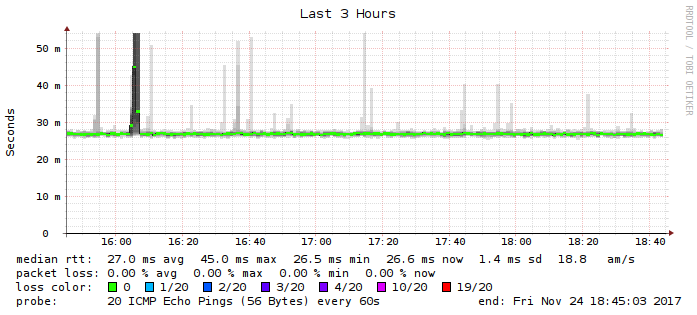 Last 3 Hours
RRDTOOL / TOBI OETIKER
Seconds
50 m
40 m
30 m
20 m
10 m
0
16:00 16:20 16:40 17:00 17:20 17:40 18:00 18:20 18:40
median rtt: 27.0 ms avg 45.0 ms max 26.5 ms min 26.6 ms now 1.4 ms sd 18.8 am/s
packet loss: 0.00 % avg 0.00 % max 0.00 % min 0.00 % now
loss color: 0 1/20 2/20 3/20 4/20 10/20 19/20
probe: 20 ICMP Echo Pings (56 Bytes) every 60s end: Fri Nov 24 18:45:03 2017